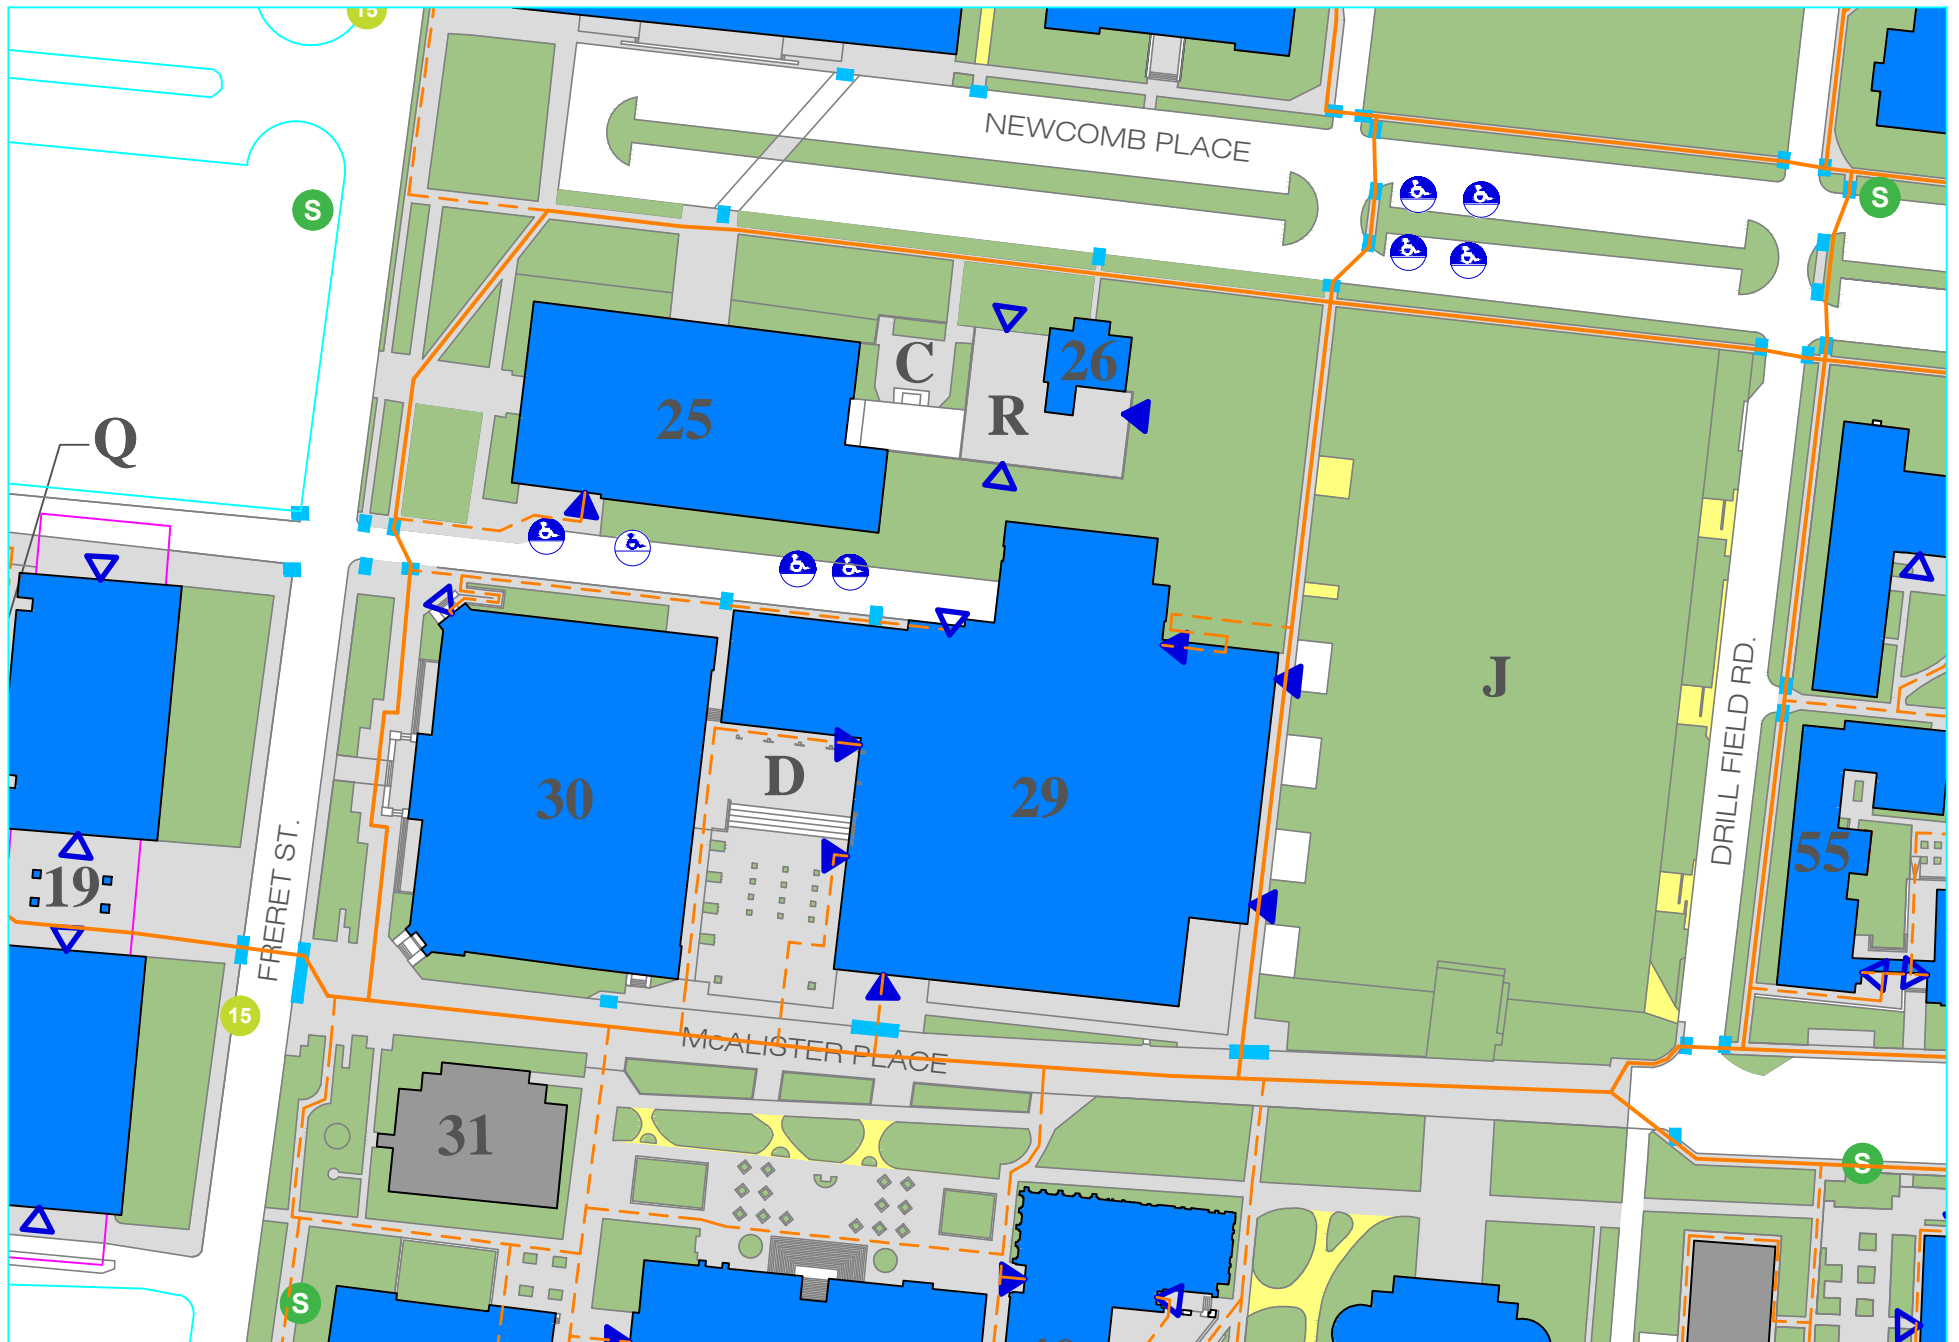 15
NEWCOMB PLACE
S
S
C
26
25
R
Q
J
DRILL FIELD RD.
D
30
29
55
FRERET ST.
19
15
McALISTER PLACE
31
S
S